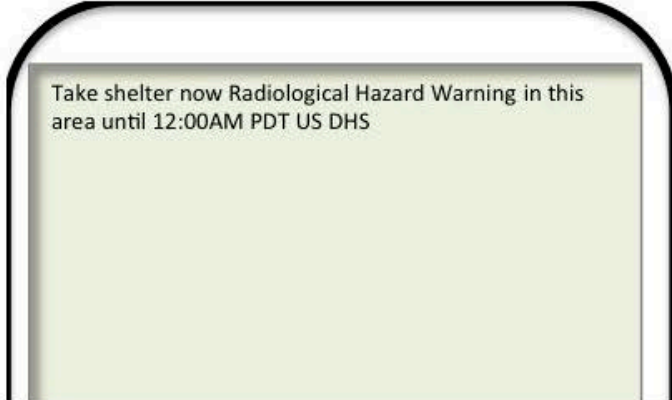 Take shelter now Radiological Hazard Warning in this
area until 12:00AM PDT US DHS